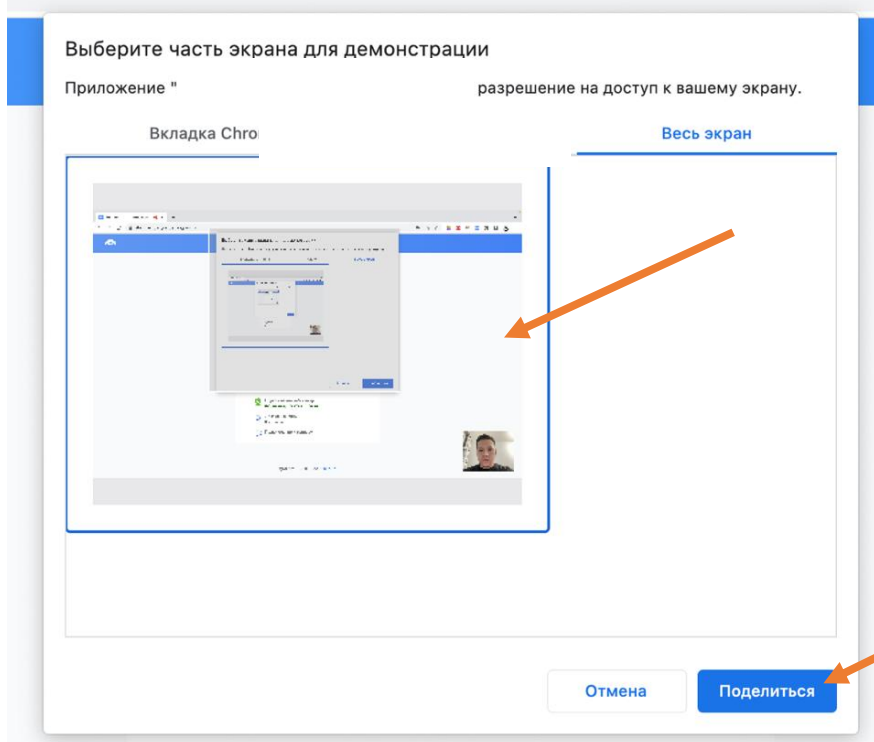 Выберите часть экрана для демонстрации
Приложение " разрешение на доступ к вашему экрану.
Вкладка Chro Весь экран
Отмена Поделиться